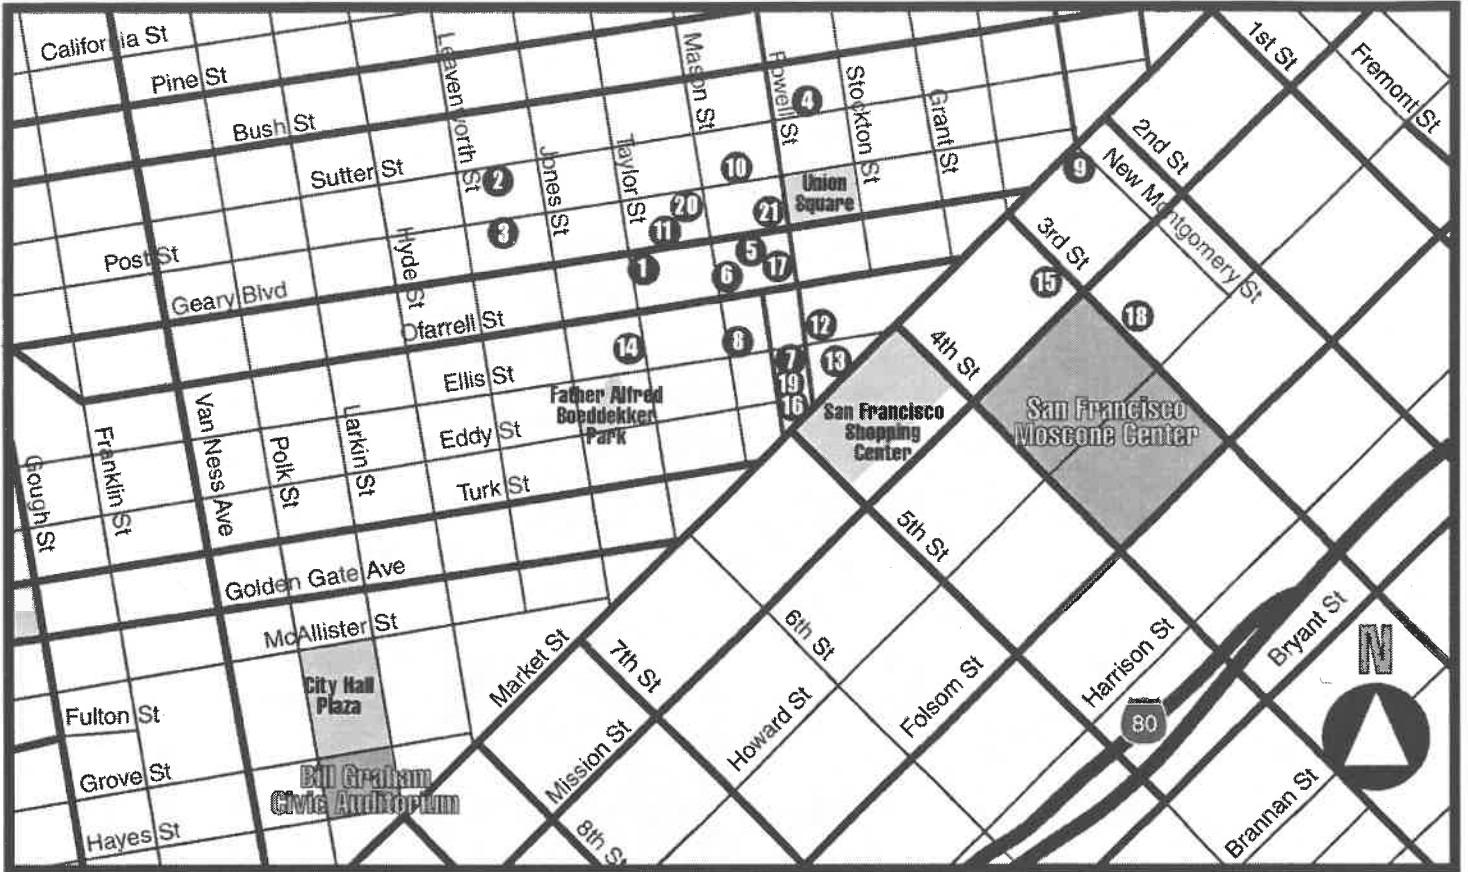 California St
Pine St
Bush St
Sutter St
Post St
Geary Blvd
Ofarrell St
Ellis St
Eddy St
Turk St
Golden Gate Ave
McAllister St
Fulton St
Grove St
Hayes St
Gough St
Franklin St
Van Ness Ave
Polk St
Larkin St
Hyde St
Leavenworth St
Jones St
Taylor St
Mason St
Powell St
Stockton St
Grant St
Market St
Mission St
Howard St
Folsom St
Harrison St
Bryant St
Brannan St
1st St
Fremont St
2nd St
New Montgomery St
3rd St
4th St
5th St
6th St
7th St
8th St
Union
Square
Father Alfred
Boeddekker
Park
San Francisco
Shopping
Center
San Francisco
Moscone Center
City Hall
Plaza
Bill Graham
Civic Auditorium
4
10
2
9
20
21
11
3
5
1
6
17
15
18
12
14
8
7
13
19
16
80
N